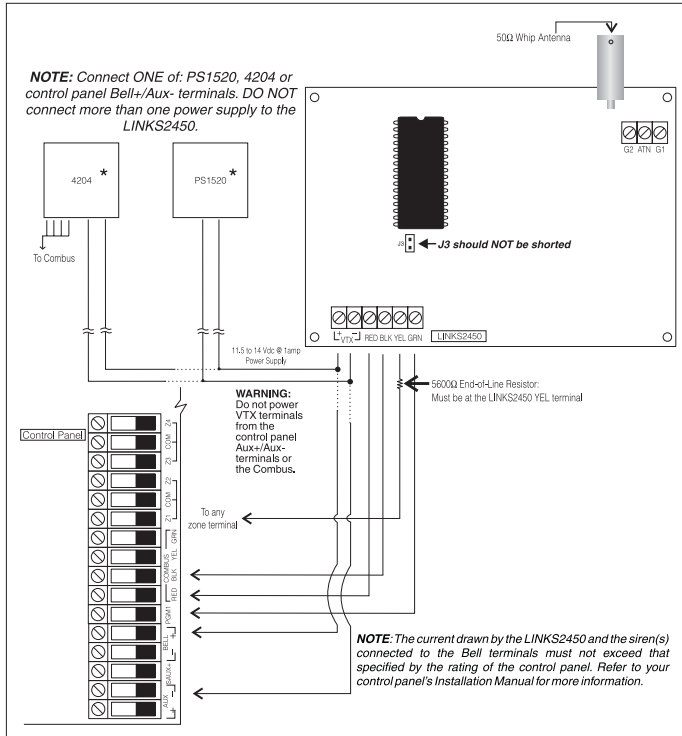 50Ω Whip Antenna
NOTE: Connect ONE of: PS1520, 4204 or
control panel Bell+/Aux- terminals. DO NOT
connect more than one power supply to the
LINKS2450.
G2 ATN G1
4204 *
PS1520 *
J3
J3 should NOT be shorted
To Combus
+ −
VTX RED BLK YEL GRN
LINKS2450
11.5 to 14 Vdc @ 1amp
Power Supply
WARNING:
Do not power
VTX terminals
from the
control panel
Aux+/Aux-
terminals or
the Combus.
5600Ω End-of-Line Resistor:
Must be at the LINKS2450 YEL terminal
Control Panel
Z4
COM
Z3
Z2
COM
Z1
To any
zone terminal
GRN
YEL
COMBUS
BLK
RED
PGM1
+
BELL
−
SAUX+
−
AUX
+
NOTE: The current drawn by the LINKS2450 and the siren(s)
connected to the Bell terminals must not exceed that
specified by the rating of the control panel. Refer to your
control panel's Installation Manual for more information.